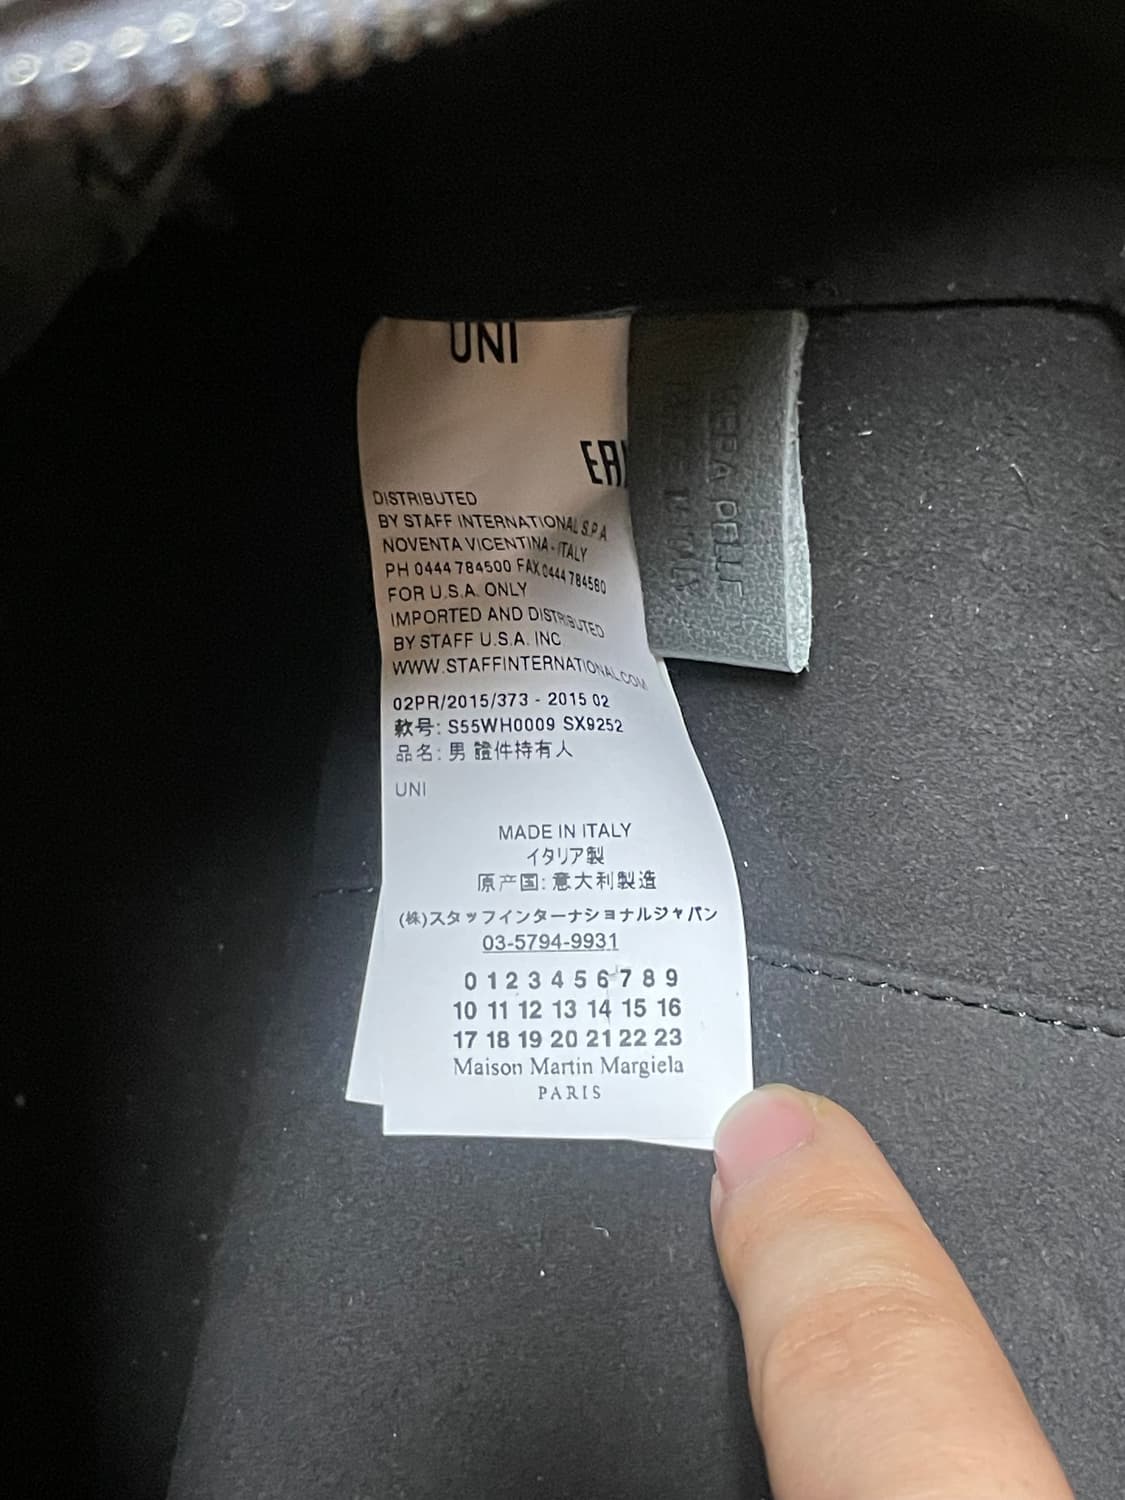 UNI
EAC
DISTRIBUTED
BY STAFF INTERNATIONAL S.P.A
NOVENTA VICENTINA - ITALY
PH 0444 784500 FAX 0444 784580
FOR U.S.A. ONLY
IMPORTED AND DISTRIBUTED
BY STAFF U.S.A. INC
WWW.STAFFINTERNATIONAL.COM
02PR/2015/373 - 2015 02
款号: S55WH0009 SX9252
品名: 男 證件持有人
UNI
MADE IN ITALY
イタリア製
原产国: 意大利製造
(株)スタッフインターナショナルジャパン
03-5794-9931
0 1 2 3 4 5 6 7 8 9
10 11 12 13 14 15 16
17 18 19 20 21 22 23
Maison Martin Margiela
PARIS
PELLE